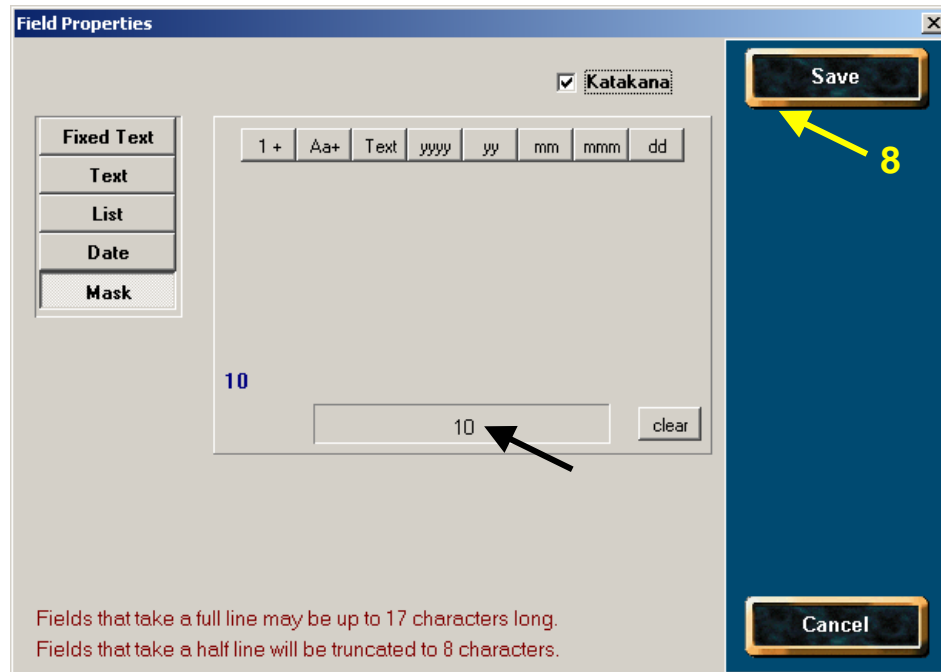 Field Properties
Katakana
Save
8
Fixed Text
Text
List
Date
Mask
1 + Aa+ Text yyyy yy mm mmm dd
10
10 clear
Fields that take a full line may be up to 17 characters long.
Fields that take a half line will be truncated to 8 characters.
Cancel